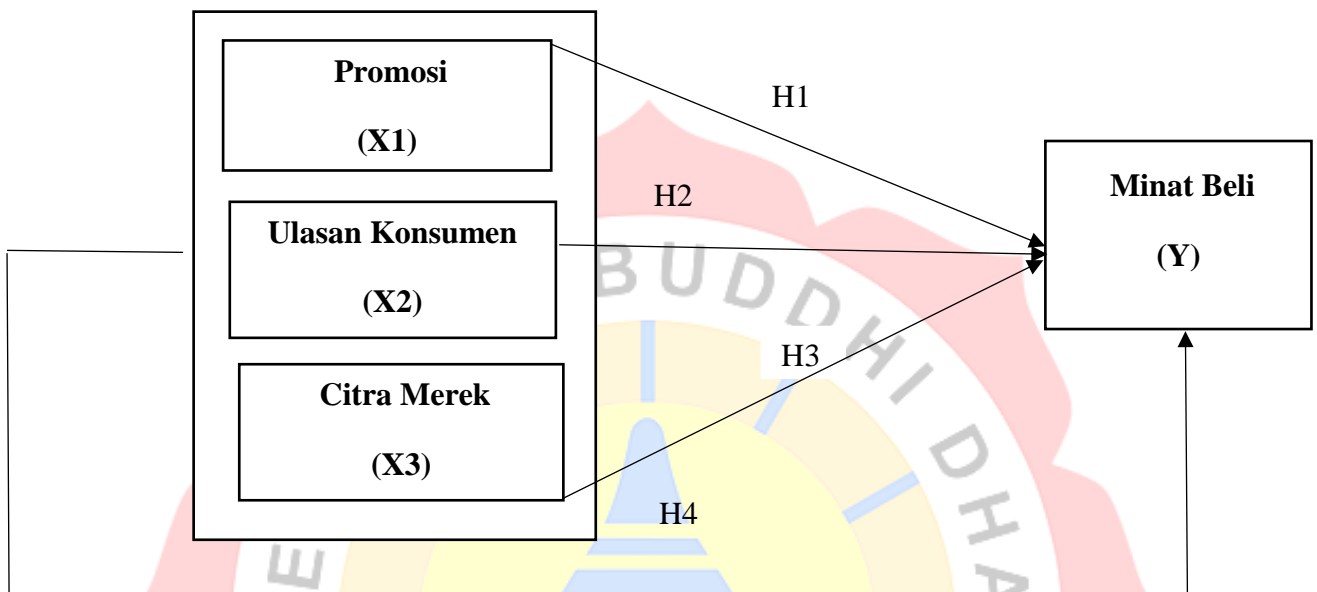 Promosi
(X1)
H1
Minat Beli
(Y)
H2
Ulasan Konsumen
(X2)
BUDDHI DHA
H3
Citra Merek
(X3)
H4
E